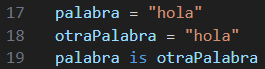 17 palabra = "hola"
18 otraPalabra = "hola"
19 palabra is otraPalabra